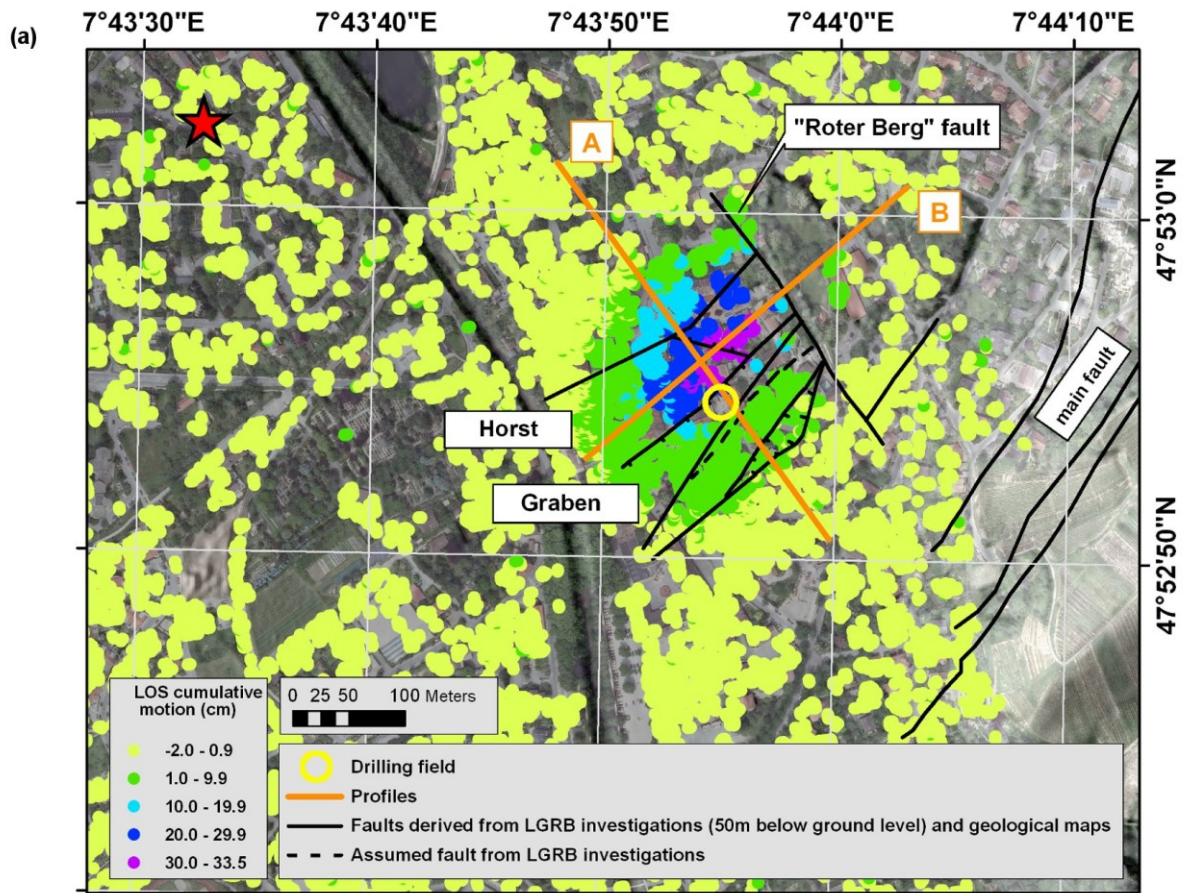 (a)
7°43'30"E 7°43'40"E 7°43'50"E 7°44'0"E 7°44'10"E
"Roter Berg" fault
A
B
47°53'0"N
main fault
Horst
Graben
47°52'50"N
LOS cumulative
motion (cm)
-2.0 - 0.9
1.0 - 9.9
10.0 - 19.9
20.0 - 29.9
30.0 - 33.5
0 25 50 100 Meters
Drilling field
Profiles
Faults derived from LGRB investigations (50m below ground level) and geological maps
Assumed fault from LGRB investigations